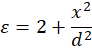 ε = 2 + x²/d²